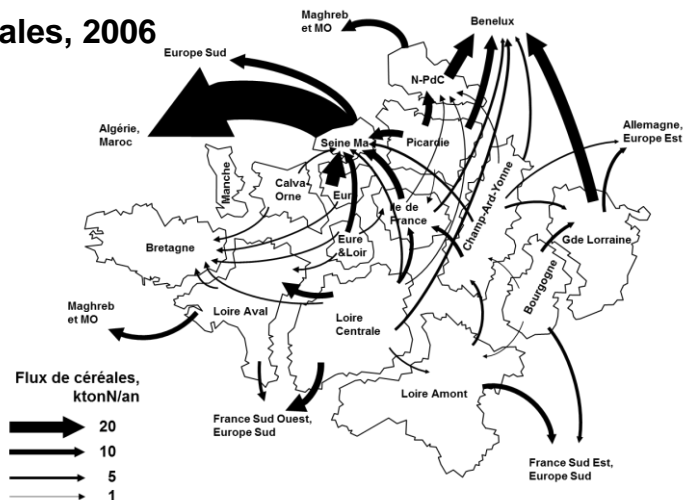 ales, 2006
Maghreb
et MO
Benelux
Europe Sud
N-PdC
Algérie,
Maroc
Allemagne,
Europe Est
Seine Ma
Picardie
Manche
Calva-
Orne
Eur
Ile de
France
Champ-Ard-Yonne
Bretagne
Eure
&Loir
Gde Lorraine
Bourgogne
Maghreb
et MO
Loire Aval
Loire
Centrale
Loire Amont
Flux de céréales,
ktonN/an
20
10
5
1
France Sud Ouest,
Europe Sud
France Sud Est,
Europe Sud